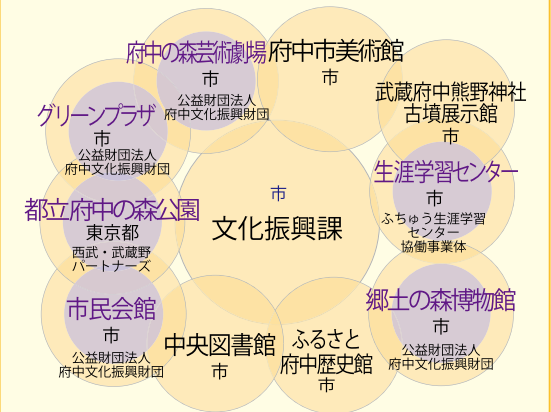 府中の森芸術劇場
市
公益財団法人
府中文化振興財団
府中市美術館
市
武蔵府中熊野神社
古墳展示館
市
グリーンプラザ
市
公益財団法人
府中文化振興財団
生涯学習センター
市
ふちゅう生涯学習
センター
協働事業体
市
文化振興課
都立府中の森公園
東京都
西武・武蔵野
パートナーズ
市民会館
市
公益財団法人
府中文化振興財団
郷土の森博物館
市
公益財団法人
府中文化振興財団
中央図書館
市
ふるさと
府中歴史館
市